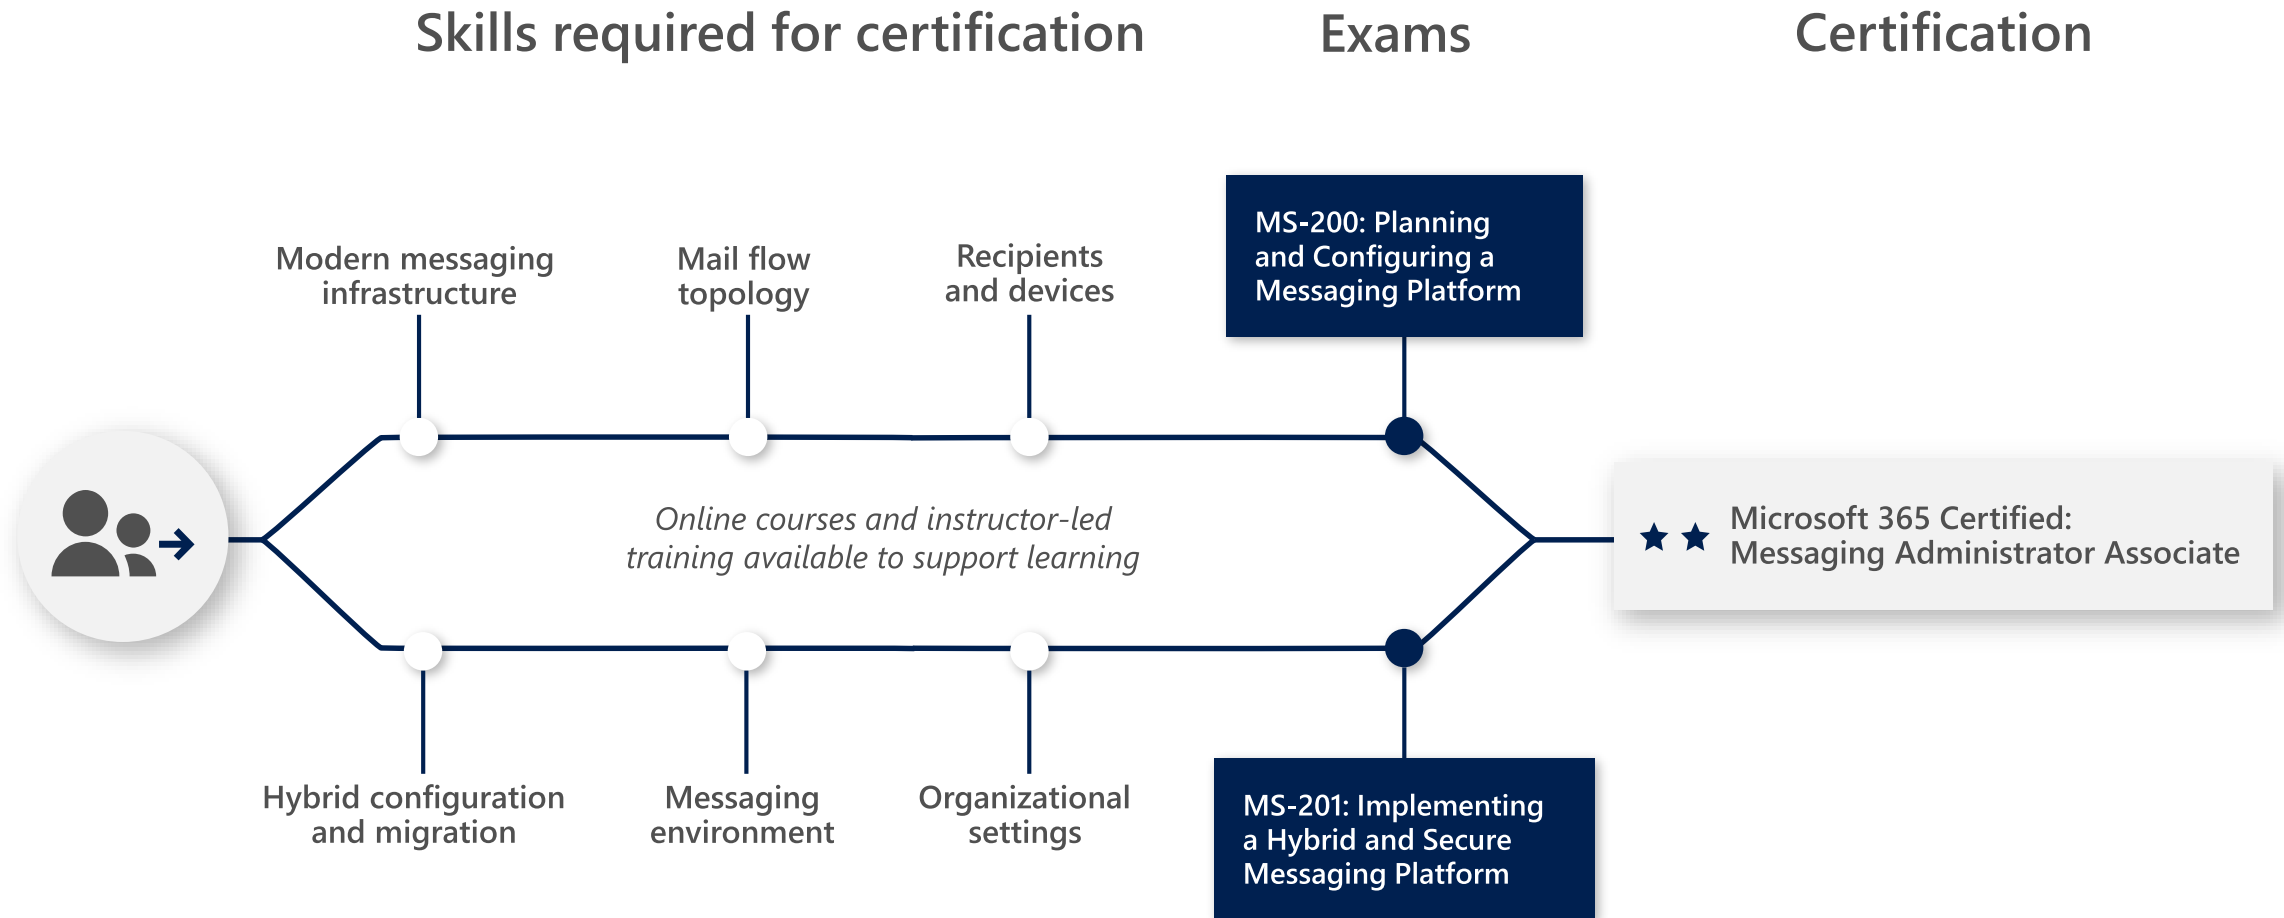 Skills required for certification
Exams
Certification
Modern messaging
infrastructure
Mail flow
topology
Recipients
and devices
MS-200: Planning
and Configuring a
Messaging Platform
Online courses and instructor-led
training available to support learning
Microsoft 365 Certified:
Messaging Administrator Associate
Hybrid configuration
and migration
Messaging
environment
Organizational
settings
MS-201: Implementing
a Hybrid and Secure
Messaging Platform